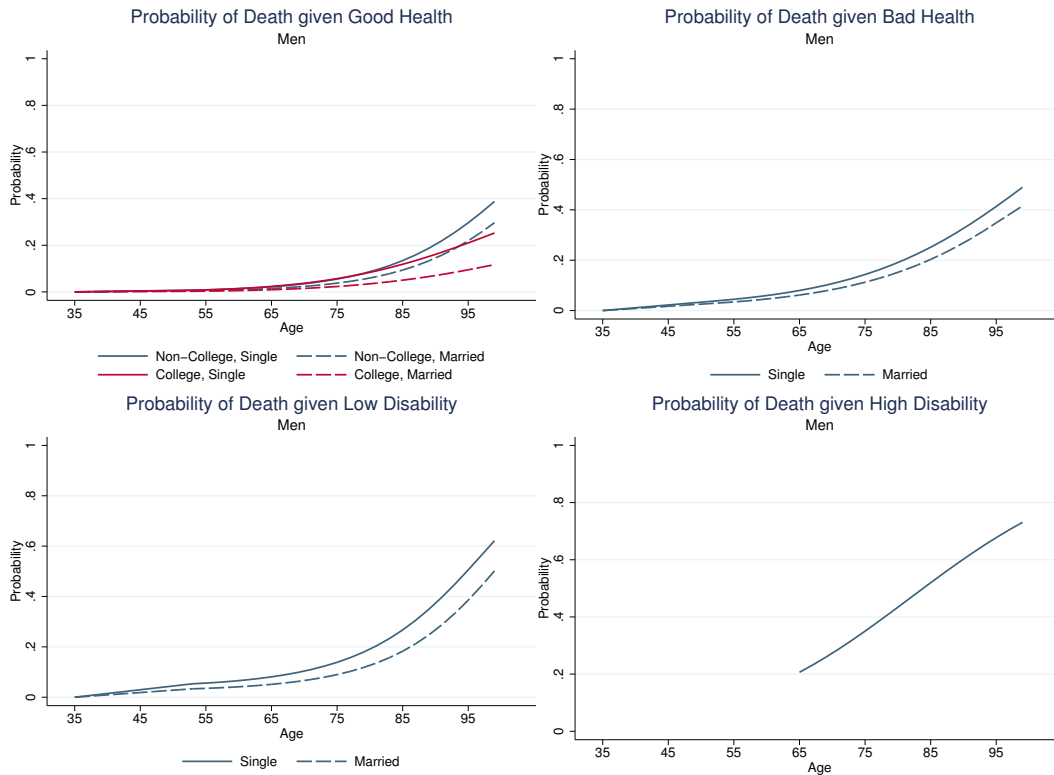 Probability of Death given Good Health
Men
Probability
0
.2
.4
.6
.8
1
35 45 55 65 75 85 95
Age
Non−College, Single Non−College, Married
College, Single College, Married
Probability of Death given Bad Health
Men
Probability
0
.2
.4
.6
.8
1
35 45 55 65 75 85 95
Age
Single Married
Probability of Death given Low Disability
Men
Probability
0
.2
.4
.6
.8
1
35 45 55 65 75 85 95
Age
Single Married
Probability of Death given High Disability
Men
Probability
0
.2
.4
.6
.8
1
35 45 55 65 75 85 95
Age